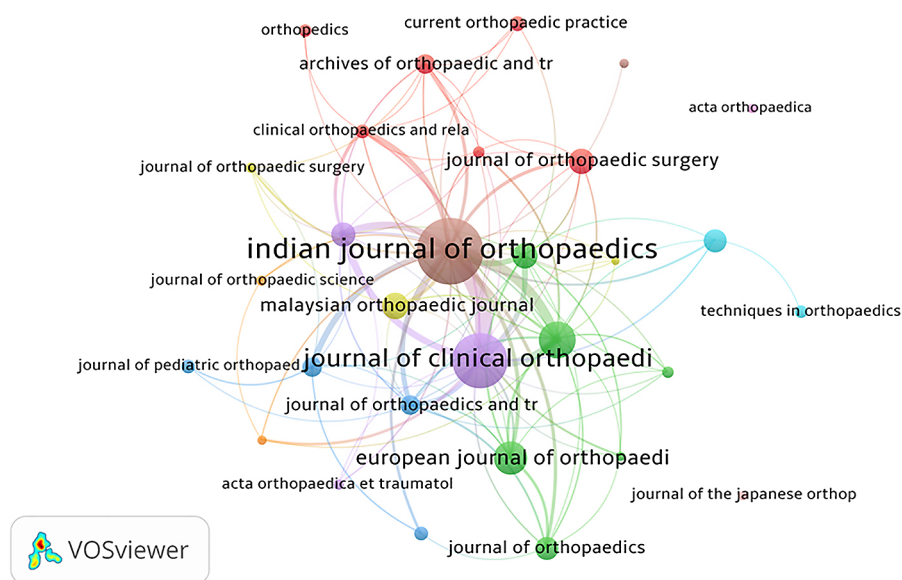 current orthopaedic practice
orthopedics
archives of orthopaedic and tr
acta orthopaedica
clinical orthopaedics and rela
journal of orthopaedic surgery
journal of orthopaedic surgery
indian journal of orthopaedics
journal of orthopaedic science
malaysian orthopaedic journal
techniques in orthopaedics
journal of clinical orthopaedi
journal of pediatric orthopaed
journal of orthopaedics and tr
european journal of orthopaedi
acta orthopaedica et traumatol
journal of the japanese orthop
journal of orthopaedics
VOSviewer